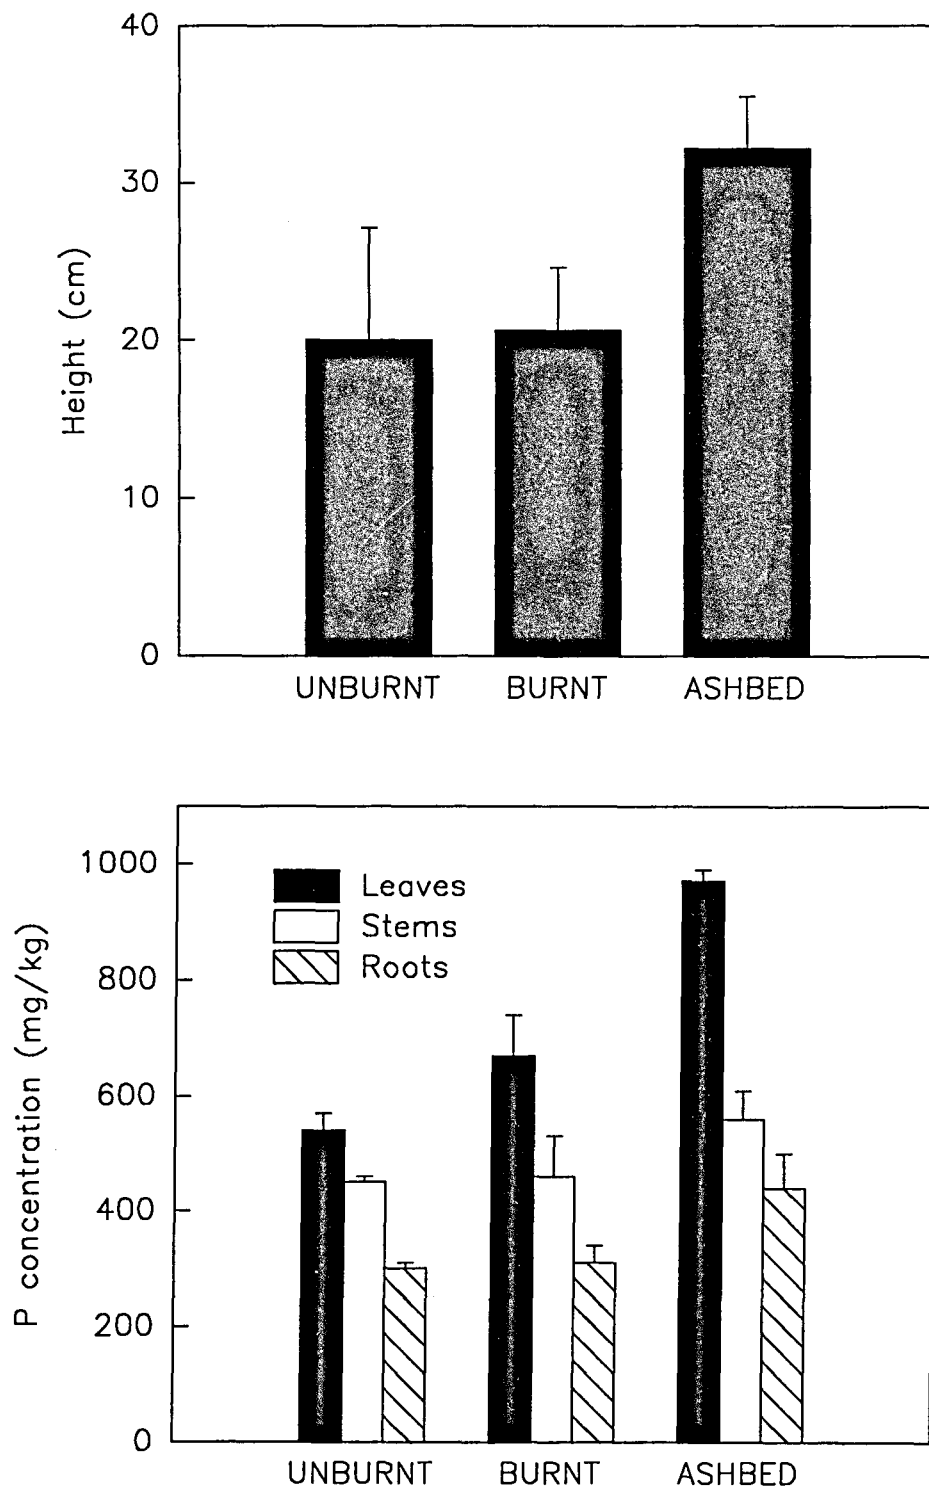 40
30
20
10
0
Height (cm)
UNBURNT BURNT ASHBED
1000
800
600
400
200
0
P concentration (mg/kg)
Leaves
Stems
Roots
UNBURNT BURNT ASHBED